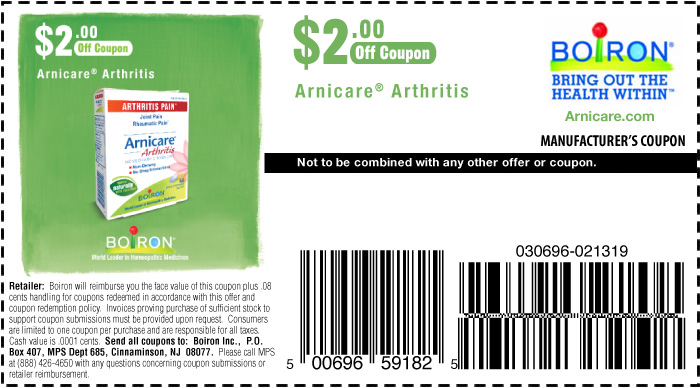 $2.00
Off Coupon
Arnicare® Arthritis
ARTHRITIS PAIN
Joint Pain
Rheumatic Pain
Arnicare®
Arthritis
BOIRON
BOIRON®
World Leader in Homeopathic Medicines
Retailer: Boiron will reimburse you the face value of this coupon plus .08
cents handling for coupons redeemed in accordance with this offer and
coupon redemption policy. Invoices proving purchase of sufficient stock to
support coupon submissions must be provided upon request. Consumers
are limited to one coupon per purchase and are responsible for all taxes.
Cash value is .0001 cents. Send all coupons to: Boiron Inc., P.O.
Box 407, MPS Dept 685, Cinnaminson, NJ 08077. Please call MPS
at (888) 426-4650 with any questions concerning coupon submissions or
retailer reimbursement.
$2.00
Off Coupon
Arnicare® Arthritis
BOIRON®
BRING OUT THE
HEALTH WITHIN™
Arnicare.com
MANUFACTURER'S COUPON
Not to be combined with any other offer or coupon.
030696-021319
5 00696 59182 5